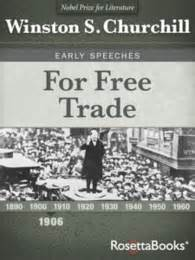 Nobel Prize for Literature
Winston S. Churchill
EARLY SPEECHES
For Free
Trade
1890 1900 1910 1920 1930 1940 1950 1960
1906
RosettaBooks®